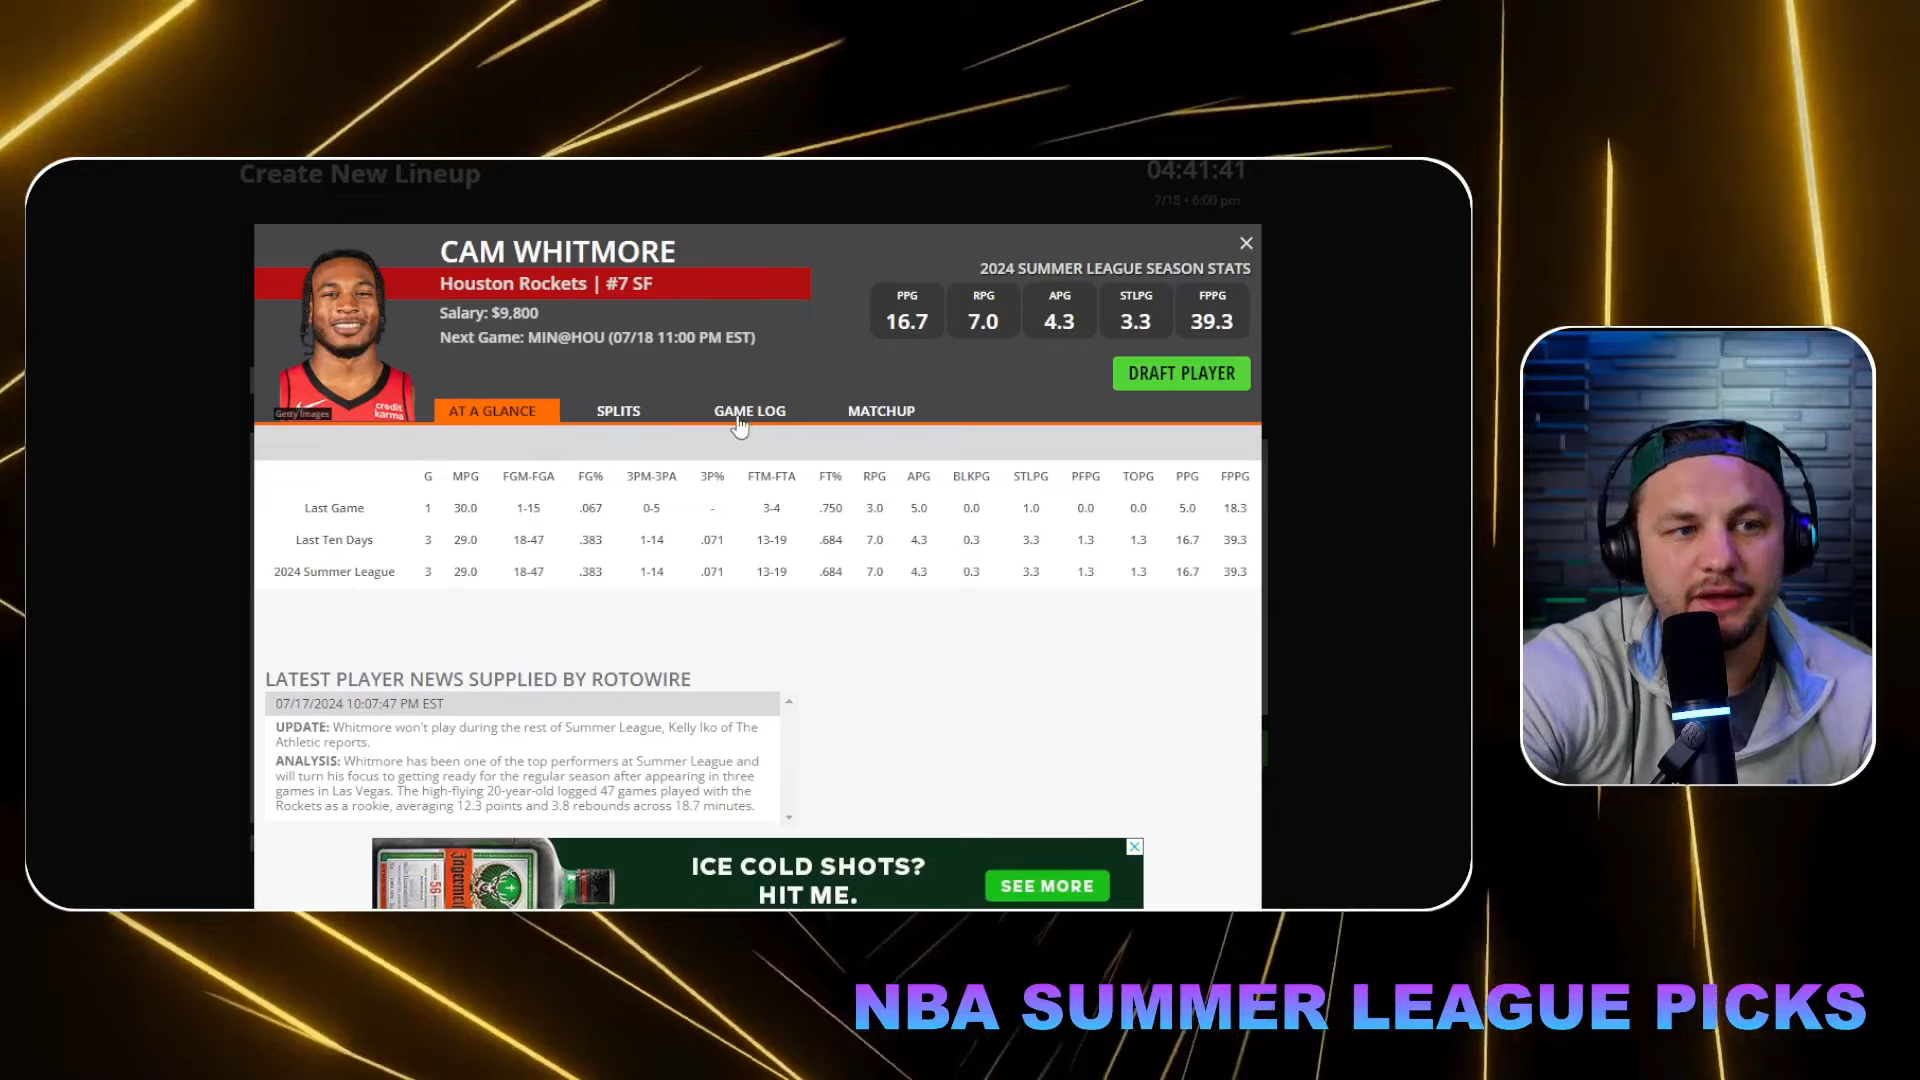 Create New Lineup
04:41:41
7/18 • 6:00 pm
CAM WHITMORE
Houston Rockets | #7 SF
Salary: $9,800
Next Game: MIN@HOU (07/18 11:00 PM EST)
2024 SUMMER LEAGUE SEASON STATS
PPG RPG APG STLPG FPPG
16.7 7.0 4.3 3.3 39.3
DRAFT PLAYER
Getty Images
credit
karma
AT A GLANCE SPLITS GAME LOG MATCHUP
G MPG FGM-FGA FG% 3PM-3PA 3P% FTM-FTA FT% RPG APG BLKPG STLPG PFPG TOPG PPG FPPG
Last Game 1 30.0 1-15 .067 0-5 - 3-4 .750 3.0 5.0 0.0 1.0 0.0 0.0 5.0 18.3
Last Ten Days 3 29.0 18-47 .383 1-14 .071 13-19 .684 7.0 4.3 0.3 3.3 1.3 1.3 16.7 39.3
2024 Summer League 3 29.0 18-47 .383 1-14 .071 13-19 .684 7.0 4.3 0.3 3.3 1.3 1.3 16.7 39.3
LATEST PLAYER NEWS SUPPLIED BY ROTOWIRE
07/17/2024 10:07:47 PM EST
UPDATE: Whitmore won't play during the rest of Summer League, Kelly Iko of The
Athletic reports.
ANALYSIS: Whitmore has been one of the top performers at Summer League and
will turn his focus to getting ready for the regular season after appearing in three
games in Las Vegas. The high-flying 20-year-old logged 47 games played with the
Rockets as a rookie, averaging 12.3 points and 3.8 rebounds across 18.7 minutes.
Jägermeister
56
ICE COLD SHOTS?
HIT ME.
SEE MORE
NBA SUMMER LEAGUE PICKS